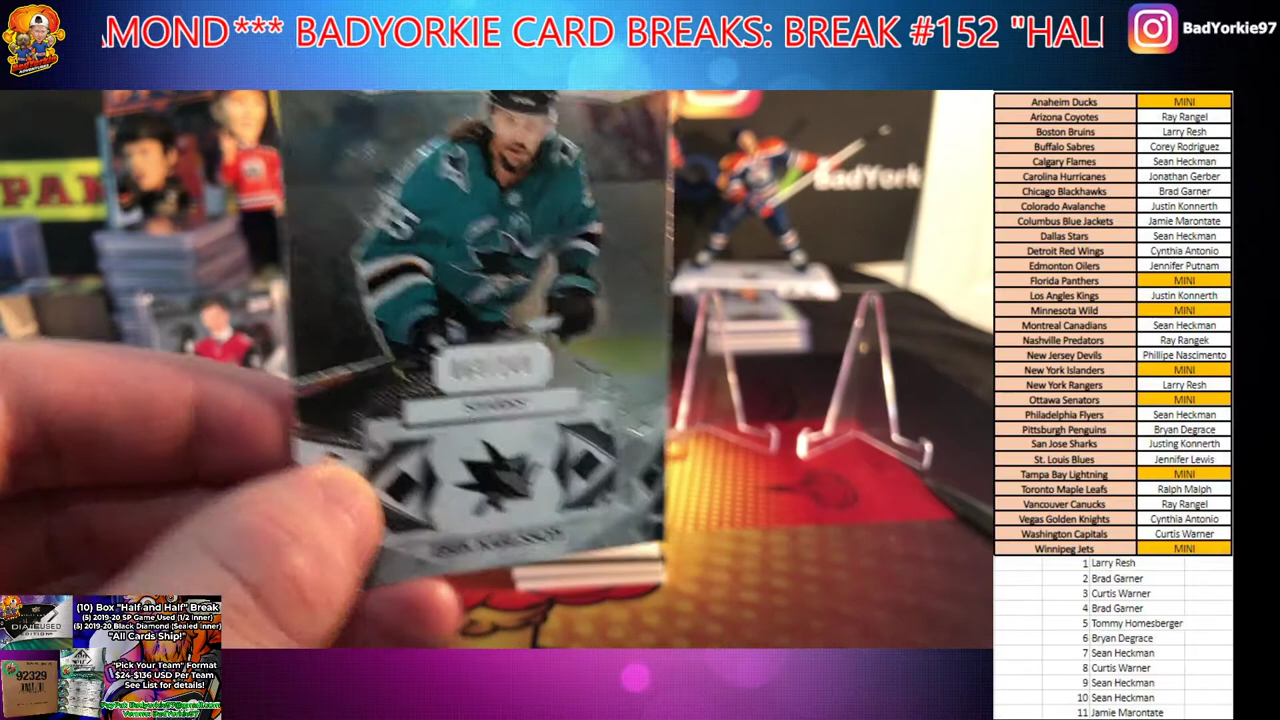 AMOND*** BADYORKIE CARD BREAKS: BREAK #152 "HAL
BadYorkie97
PAN
BadYork
SHARKS
ERIK KARLSSON
Anaheim Ducks MINI
Arizona Coyotes Ray Rangel
Boston Bruins Larry Resh
Buffalo Sabres Corey Rodriguez
Calgary Flames Sean Heckman
Carolina Hurricanes Jonathan Gerber
Chicago Blackhawks Brad Garner
Colorado Avalanche Justin Konnerth
Columbus Blue Jackets Jamie Marontate
Dallas Stars Sean Heckman
Detroit Red Wings Cynthia Antonio
Edmonton Oilers Jennifer Putnam
Florida Panthers MINI
Los Angles Kings Justin Konnerth
Minnesota Wild MINI
Montreal Canadians Sean Heckman
Nashville Predators Ray Rangek
New Jersey Devils Phillipe Nascimento
New York Islanders MINI
New York Rangers Larry Resh
Ottawa Senators MINI
Philadelphia Flyers Sean Heckman
Pittsburgh Penguins Bryan Degrace
San Jose Sharks Justing Konnerth
St. Louis Blues Jennifer Lewis
Tampa Bay Lightning MINI
Toronto Maple Leafs Ralph Malph
Vancouver Canucks Ray Rangel
Vegas Golden Knights Cynthia Antonio
Washington Capitals Curtis Warner
Winnipeg Jets MINI
1 Larry Resh
2 Brad Garner
3 Curtis Warner
4 Brad Garner
5 Tommy Homesberger
6 Bryan Degrace
7 Sean Heckman
8 Curtis Warner
9 Sean Heckman
10 Sean Heckman
11 Jamie Marontate
(10) Box "Half and Half" Break
(5) 2019-20 SP Game Used (1/2 Inner)
(5) 2019-20 Black Diamond (Sealed Inner)
"All Cards Ship!"
"Pick Your Team" Format
$24-$136 USD Per Team
See List for details!
92329